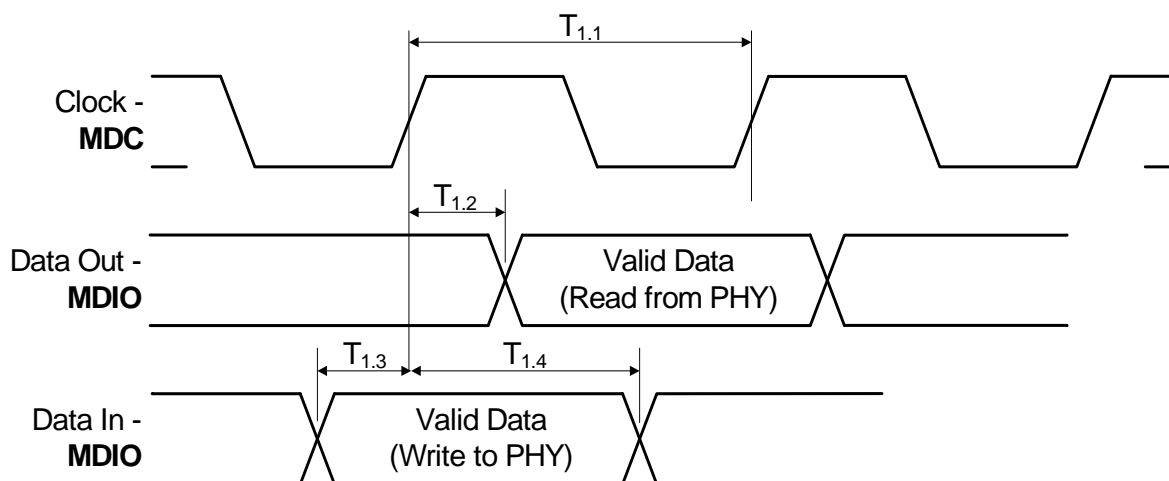 T1.1
Clock -
MDC
T1.2
Data Out -
MDIO
Valid Data
(Read from PHY)
T1.3
T1.4
Data In -
MDIO
Valid Data
(Write to PHY)